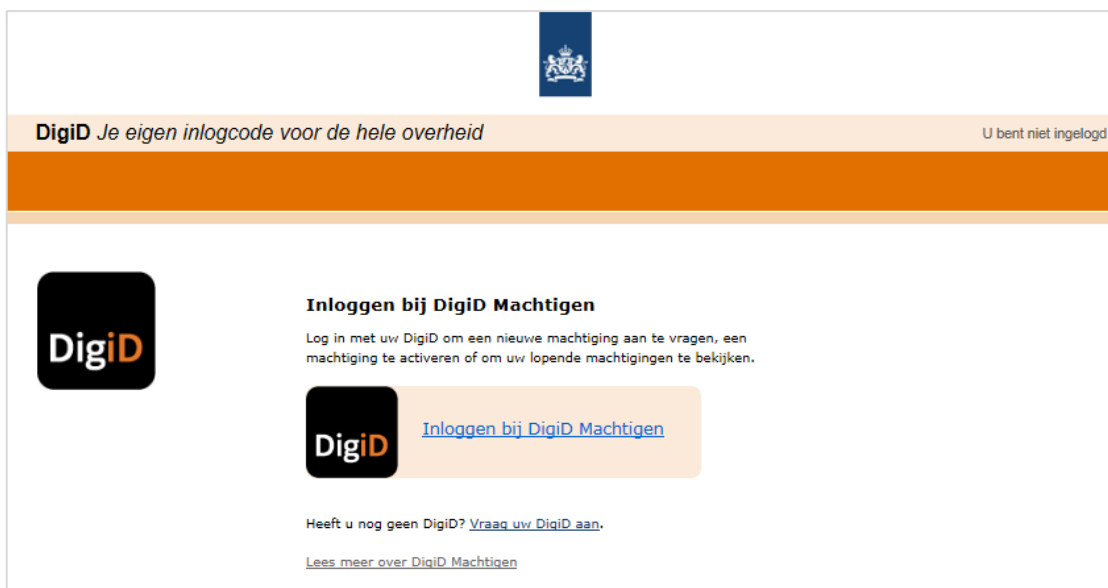 DigiD Je eigen inlogcode voor de hele overheid
U bent niet ingelogd
DigiD
Inloggen bij DigiD Machtigen
Log in met uw DigiD om een nieuwe machtiging aan te vragen, een
machtiging te activeren of om uw lopende machtigingen te bekijken.
DigiD
Inloggen bij DigiD Machtigen
Heeft u nog geen DigiD? Vraag uw DigiD aan.
Lees meer over DigiD Machtigen